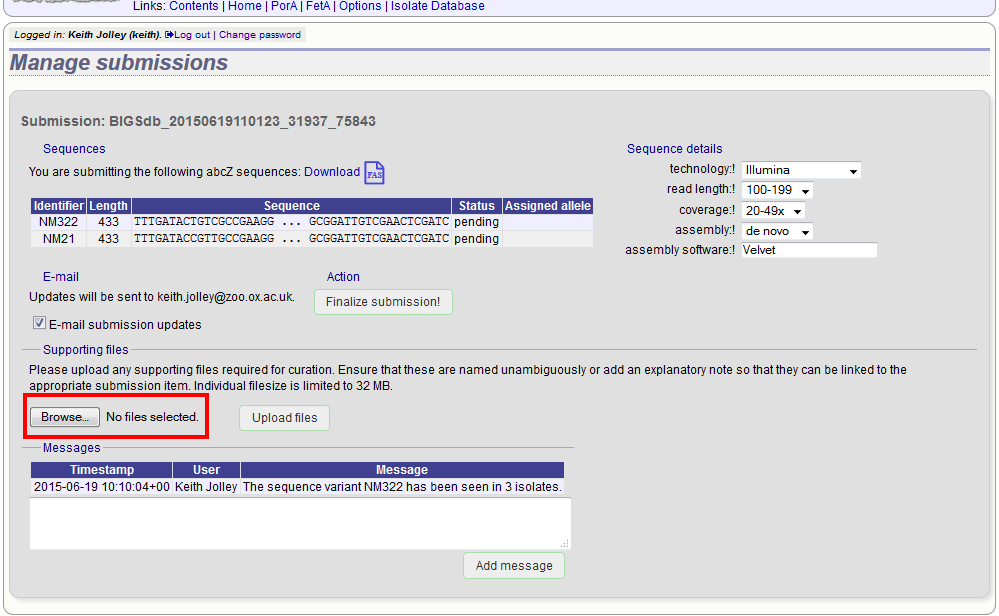 Links: Contents | Home | PorA | FetA | Options | Isolate Database
Logged in: Keith Jolley (keith). Log out | Change password
Manage submissions
Submission: BIGSdb_20150619110123_31937_75843
Sequences
You are submitting the following abcZ sequences: Download FAS
Identifier Length Sequence Status Assigned allele
NM322 433 TTTGATACTGTCGCCGAAGG ... GCGGATTGTCGAACTCGATC pending
NM21 433 TTTGATACCGTTGCCGAAGG ... GCGGATTGTCGAACTCGATC pending
Sequence details
technology:! Illumina
read length:! 100-199
coverage:! 20-49x
assembly:! de novo
assembly software:! Velvet
E-mail
Updates will be sent to keith.jolley@zoo.ox.ac.uk.
E-mail submission updates
Action
Finalize submission!
Supporting files
Please upload any supporting files required for curation. Ensure that these are named unambiguously or add an explanatory note so that they can be linked to the
appropriate submission item. Individual filesize is limited to 32 MB.
Browse... No files selected. Upload files
Messages
Timestamp User Message
2015-06-19 10:10:04+00 Keith Jolley The sequence variant NM322 has been seen in 3 isolates.
Add message